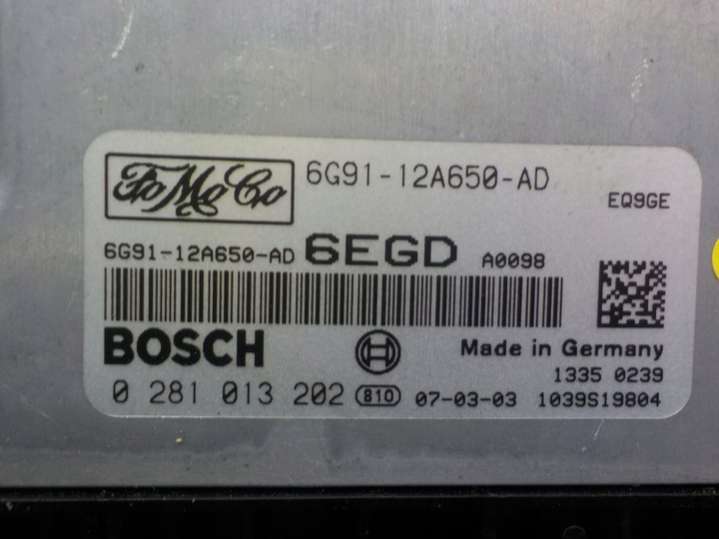 FoMoCo 6G91-12A650-AD
EQ9GE
6G91-12A650-AD 6EGD A0098
BOSCH Made in Germany
1335 0239
0 281 013 202 810 07-03-03 1039S19804